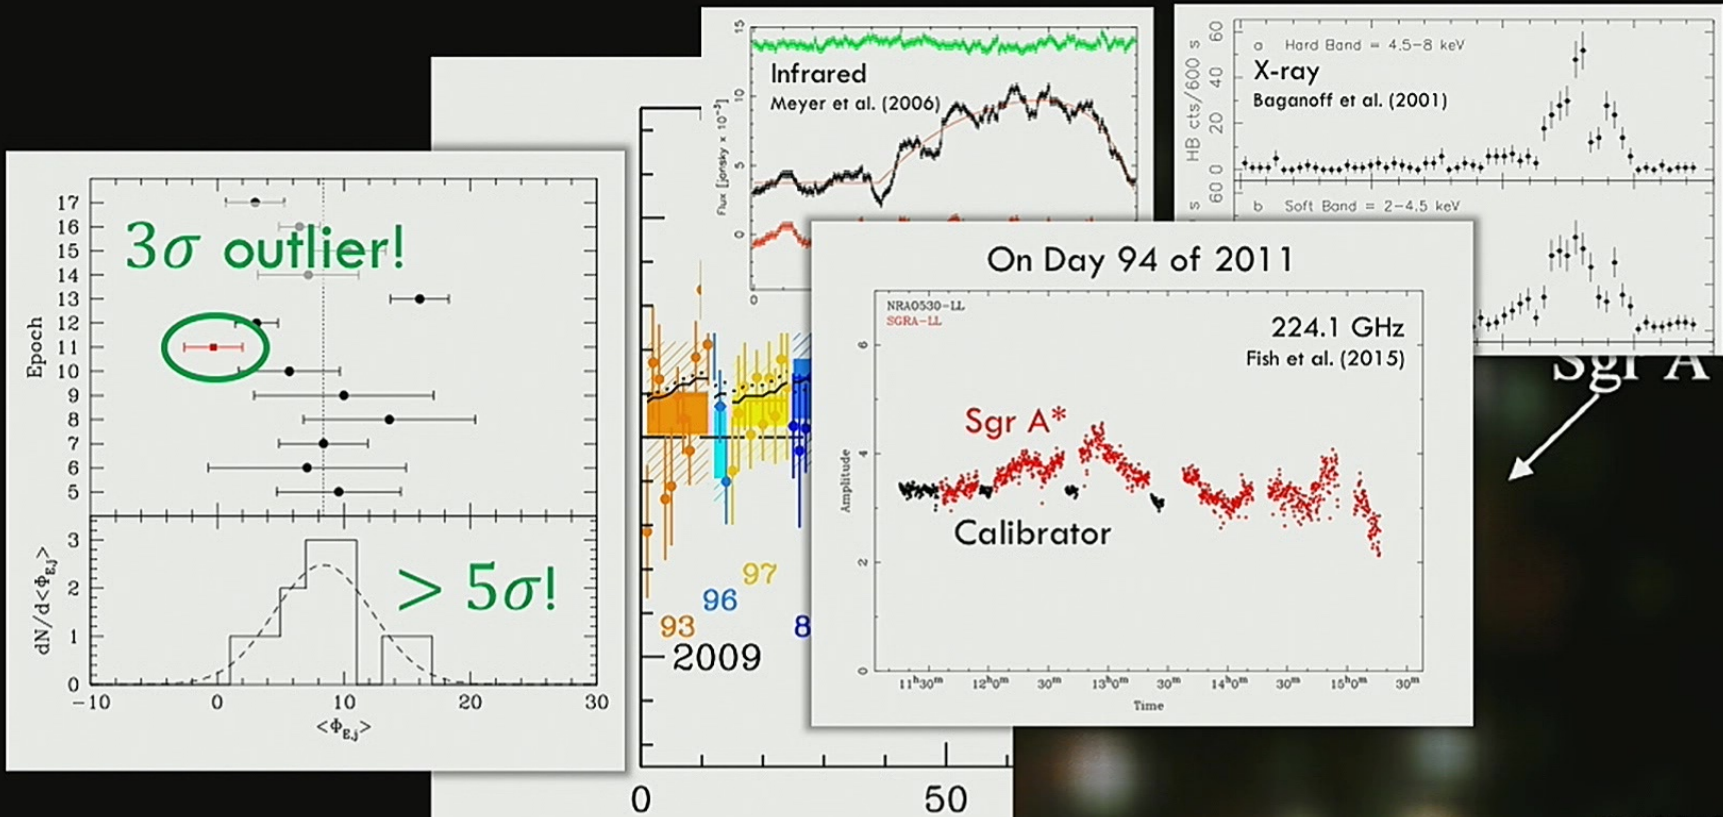 17
16
15
14
13
12
11
10
9
8
7
6
5
Epoch
3σ outlier!
3
2
1
0
dN/d<Φ_E,j>
> 5σ!
−10 0 10 20 30
<Φ_E,j>
93
96
97
8
2009
0 50
15
10
5
0
Flux [jansky x 10⁻³]
Infrared
Meyer et al. (2006)
0
60
40
20
0
HB cts/600 s
a Hard Band = 4.5−8 keV
X-ray
Baganoff et al. (2001)
60
s
b Soft Band = 2−4.5 keV
On Day 94 of 2011
NRAO530-LL
SGRA-LL
224.1 GHz
Fish et al. (2015)
6
4
2
0
Amplitude
Sgr A*
Calibrator
11ʰ30ᵐ 12ʰ0ᵐ 30ᵐ 13ʰ0ᵐ 30ᵐ 14ʰ0ᵐ 30ᵐ 15ʰ0ᵐ 30ᵐ
Time
Sgr A